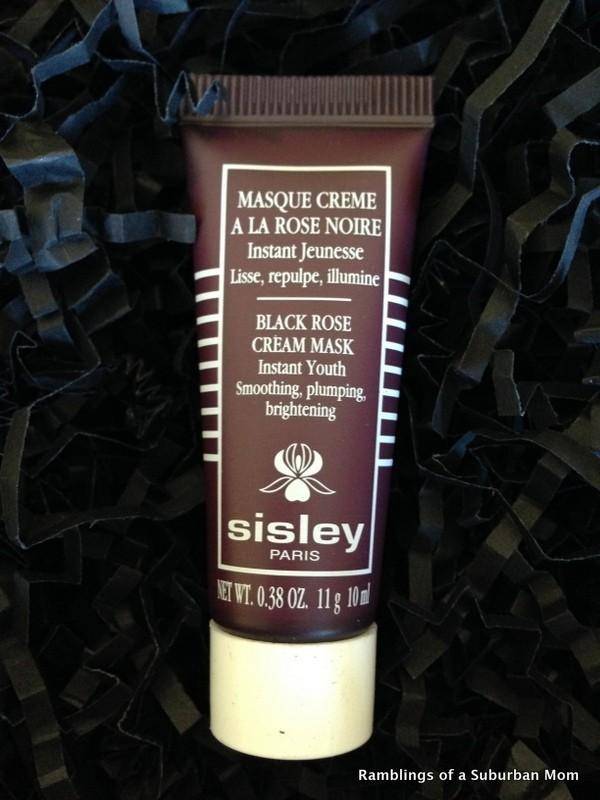 MASQUE CREME
A LA ROSE NOIRE
Instant Jeunesse
Lisse, repulpe, illumine
BLACK ROSE
CREAM MASK
Instant Youth
Smoothing, plumping,
brightening
sisley
PARIS
NET WT. 0.38 OZ. 11 g 10 ml
Ramblings of a Suburban Mom